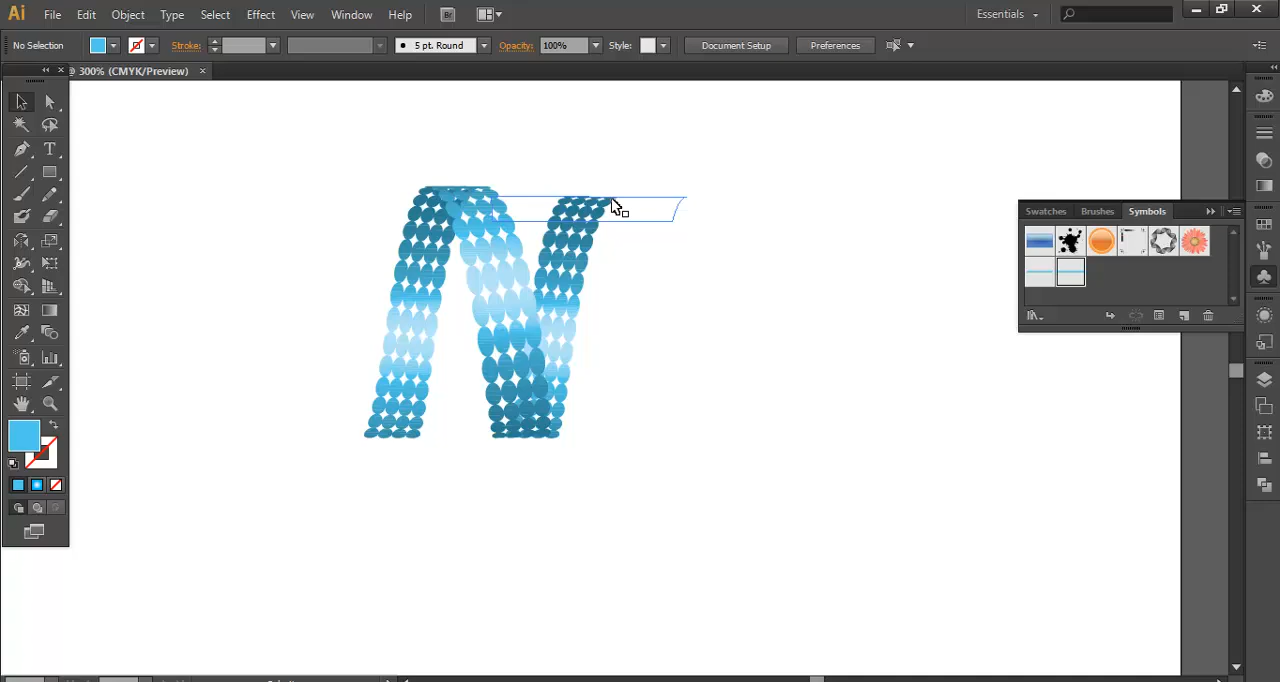 Ai File Edit Object Type Select Effect View Window Help Br Essentials
No Selection Stroke: 5 pt. Round Opacity: 100% Style: Document Setup Preferences
@ 300% (CMYK/Preview) ×
Swatches Brushes Symbols